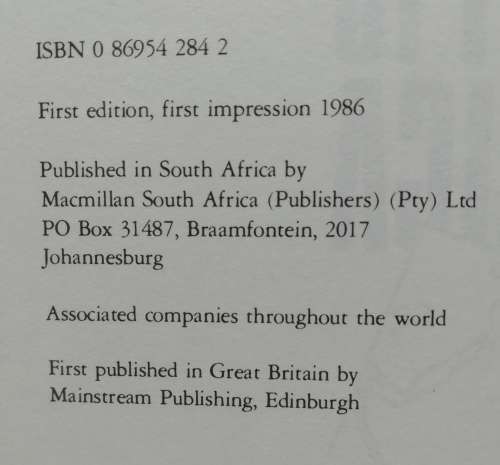 ISBN 0 86954 284 2
First edition, first impression 1986
Published in South Africa by
Macmillan South Africa (Publishers) (Pty) Ltd
PO Box 31487, Braamfontein, 2017
Johannesburg
Associated companies throughout the world
First published in Great Britain by
Mainstream Publishing, Edinburgh